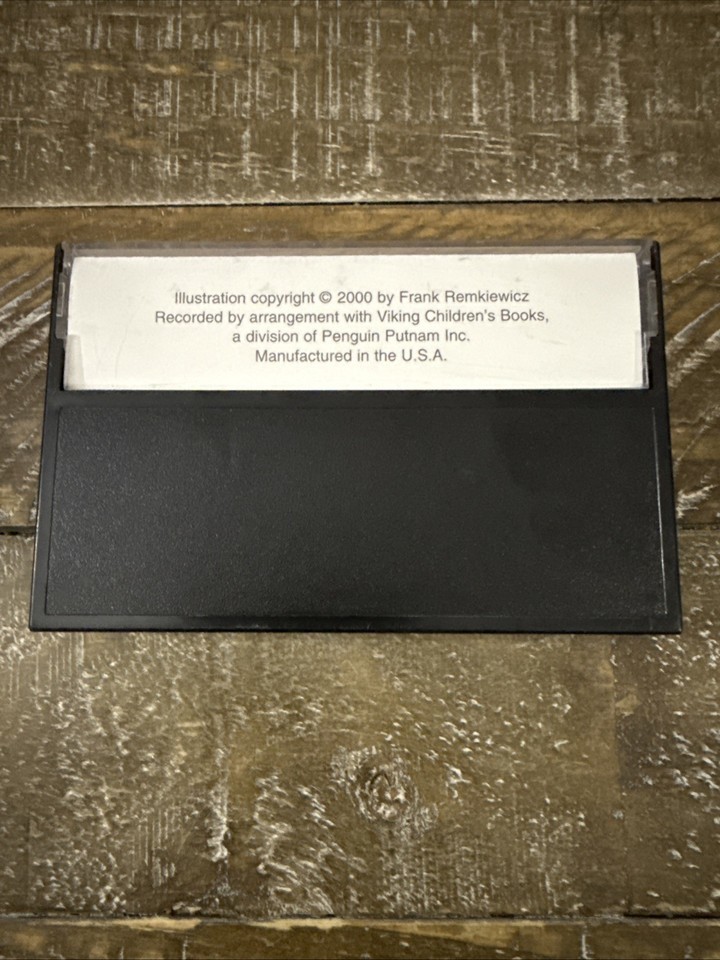 Illustration copyright © 2000 by Frank Remkiewicz
Recorded by arrangement with Viking Children's Books,
a division of Penguin Putnam Inc.
Manufactured in the U.S.A.